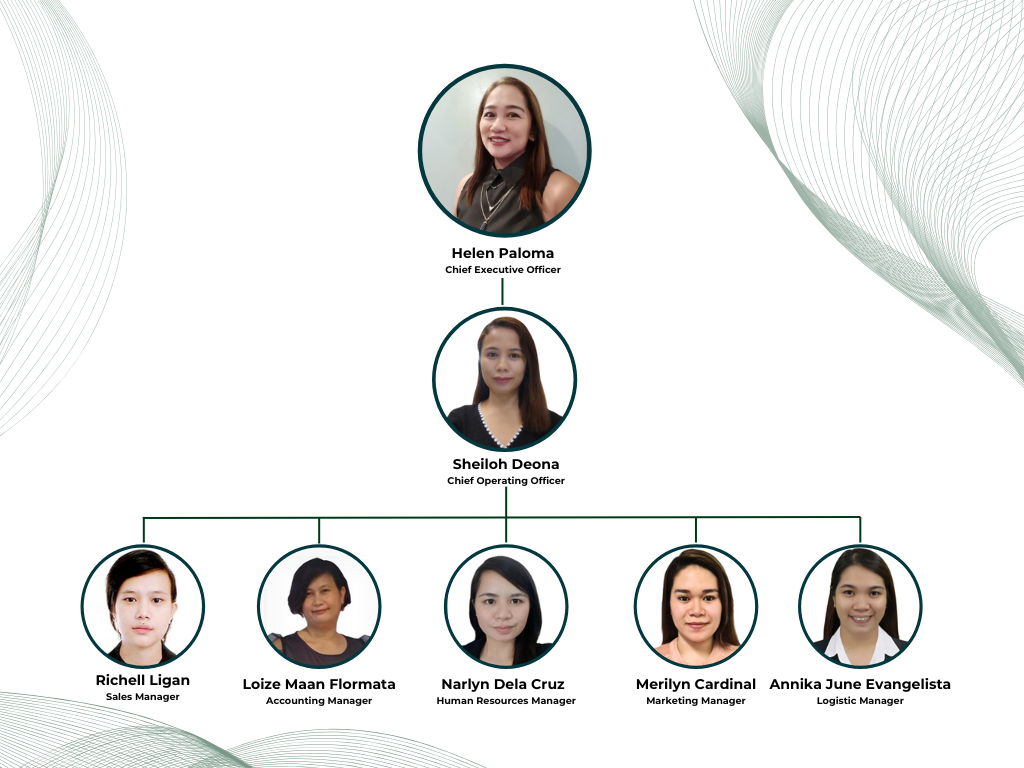 Helen Paloma
Chief Executive Officer
Sheiloh Deona
Chief Operating Officer
Richell Ligan
Sales Manager
Loize Maan Flormata
Accounting Manager
Narlyn Dela Cruz
Human Resources Manager
Merilyn Cardinal
Marketing Manager
Annika June Evangelista
Logistic Manager